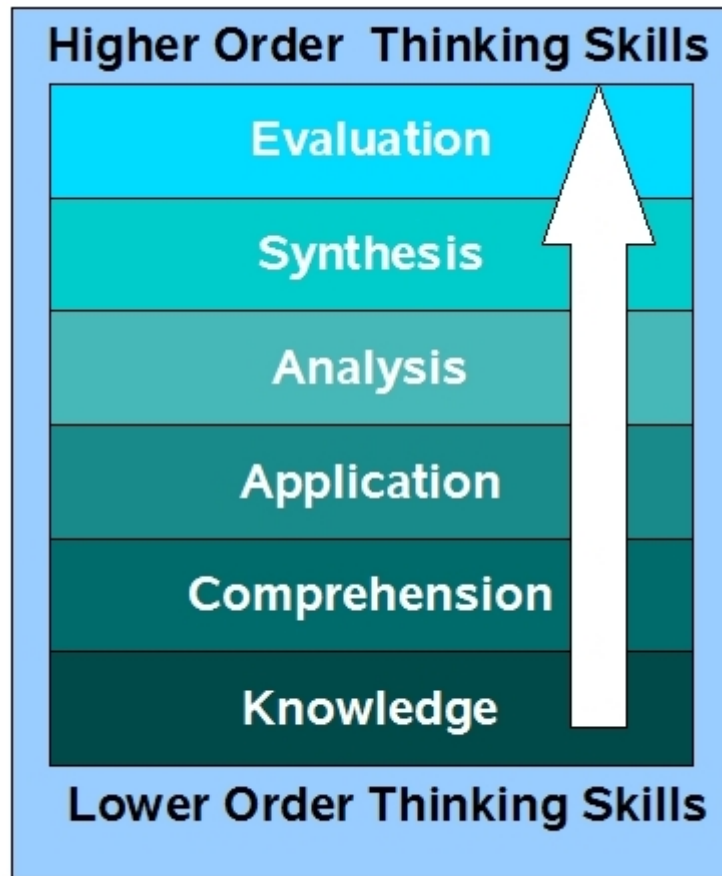 Higher Order Thinking Skills
Evaluation
Synthesis
Analysis
Application
Comprehension
Knowledge
Lower Order Thinking Skills